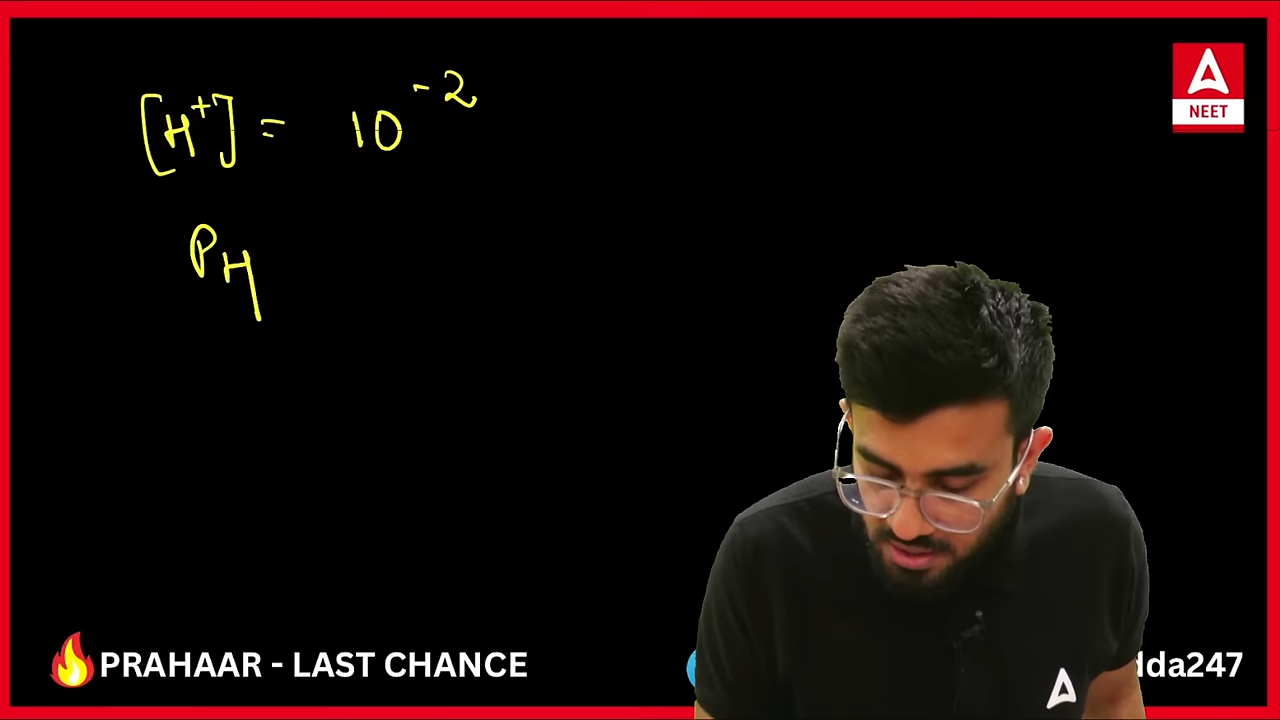 [H⁺] = 10⁻²
PH
NEET
PRAHAAR - LAST CHANCE
dda247